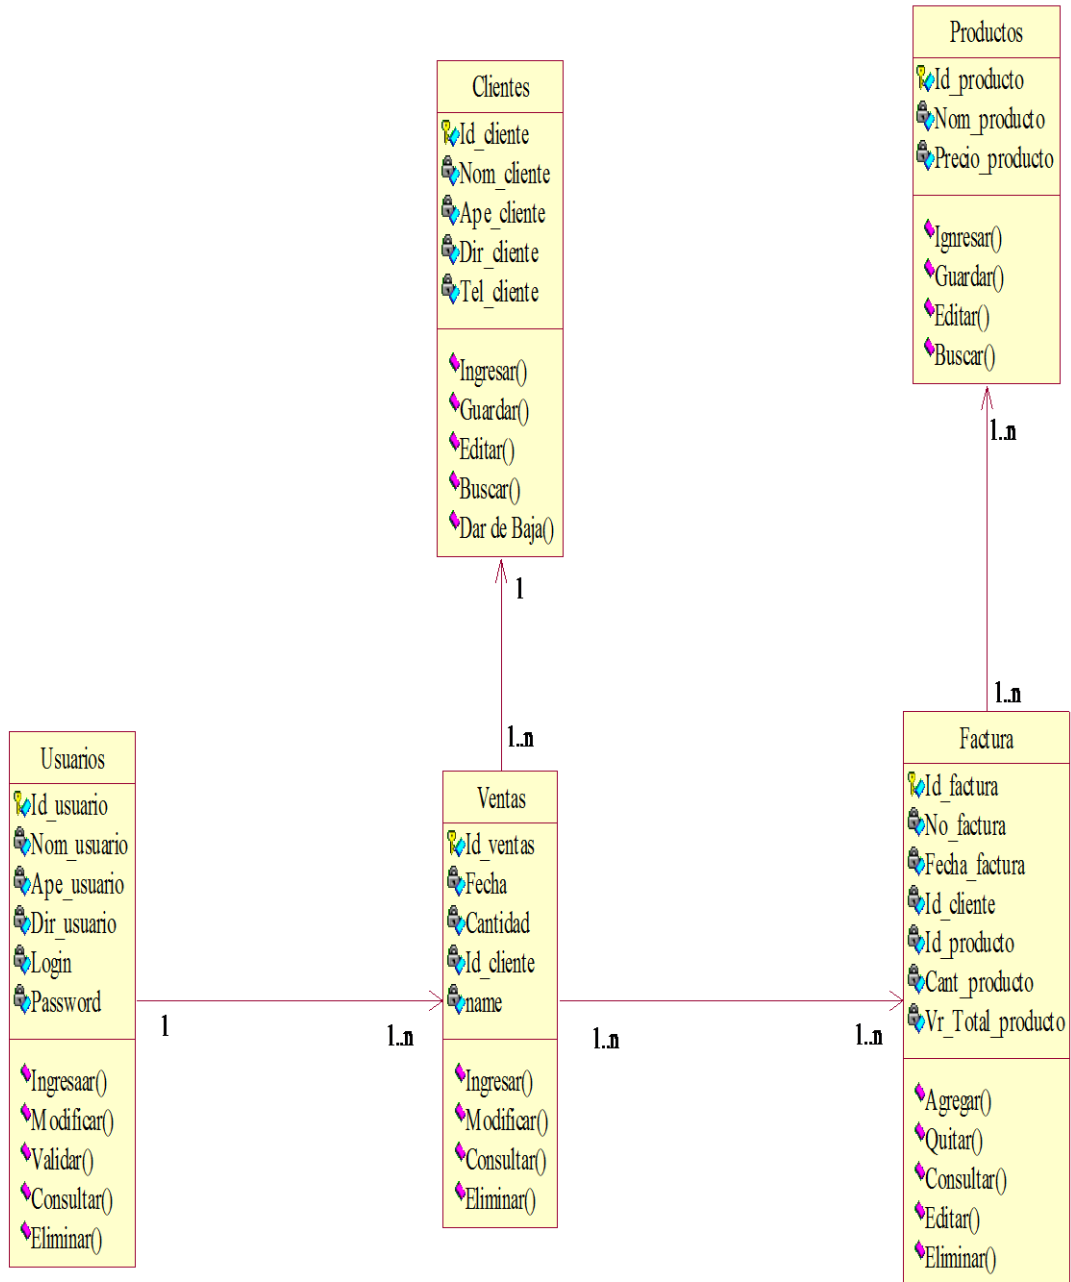 Productos
Id_producto
Nom_producto
Precio_producto
Ignresar()
Guardar()
Editar()
Buscar()
1..n
Clientes
Id_cliente
Nom_cliente
Ape_cliente
Dir_cliente
Tel_cliente
Ingresar()
Guardar()
Editar()
Buscar()
Dar de Baja()
1
1..n
1..n
Usuarios
Id_usuario
Nom_usuario
Ape_usuario
Dir_usuario
Login
Password
Ingresaar()
Modificar()
Validar()
Consultar()
Eliminar()
1
1..n
Ventas
Id_ventas
Fecha
Cantidad
Id_cliente
name
Ingresar()
Modificar()
Consultar()
Eliminar()
1..n
1..n
Factura
Id_factura
No_factura
Fecha_factura
Id_cliente
Id_producto
Cant_producto
Vr_Total_producto
Agregar()
Quitar()
Consultar()
Editar()
Eliminar()